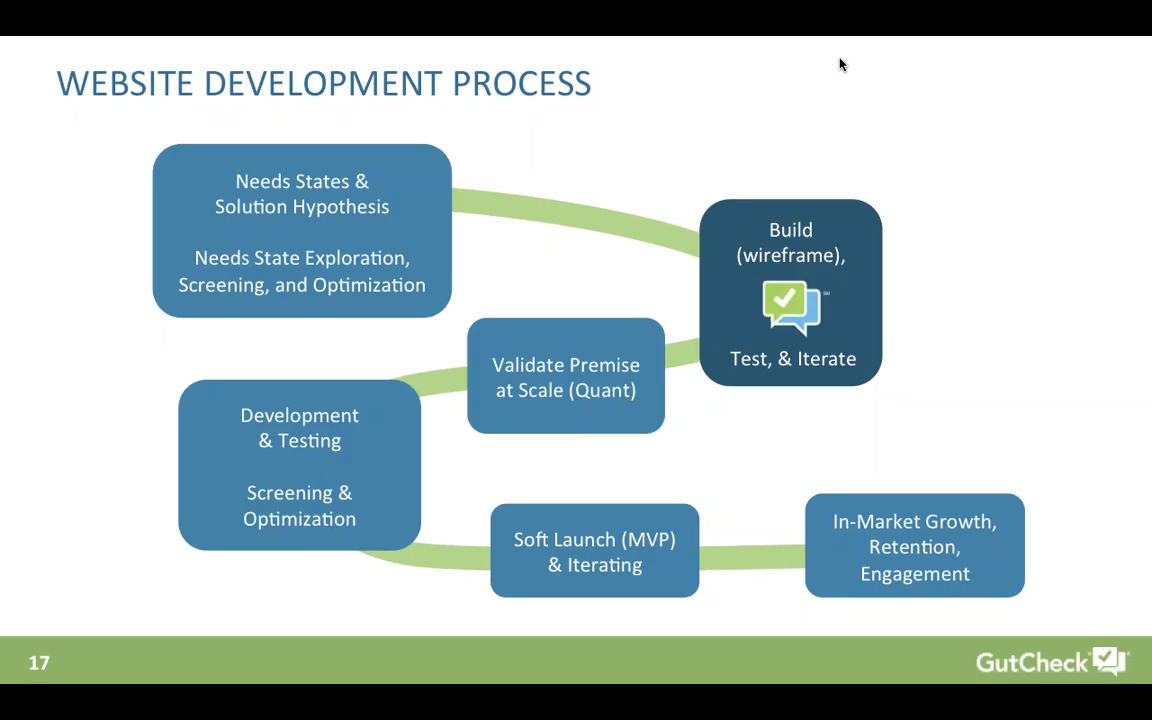 WEBSITE DEVELOPMENT PROCESS
Needs States &
Solution Hypothesis
Needs State Exploration,
Screening, and Optimization
Build
(wireframe),
SM
Test, & Iterate
Validate Premise
at Scale (Quant)
Development
& Testing
Screening &
Optimization
Soft Launch (MVP)
& Iterating
In-Market Growth,
Retention,
Engagement
17
GutCheck